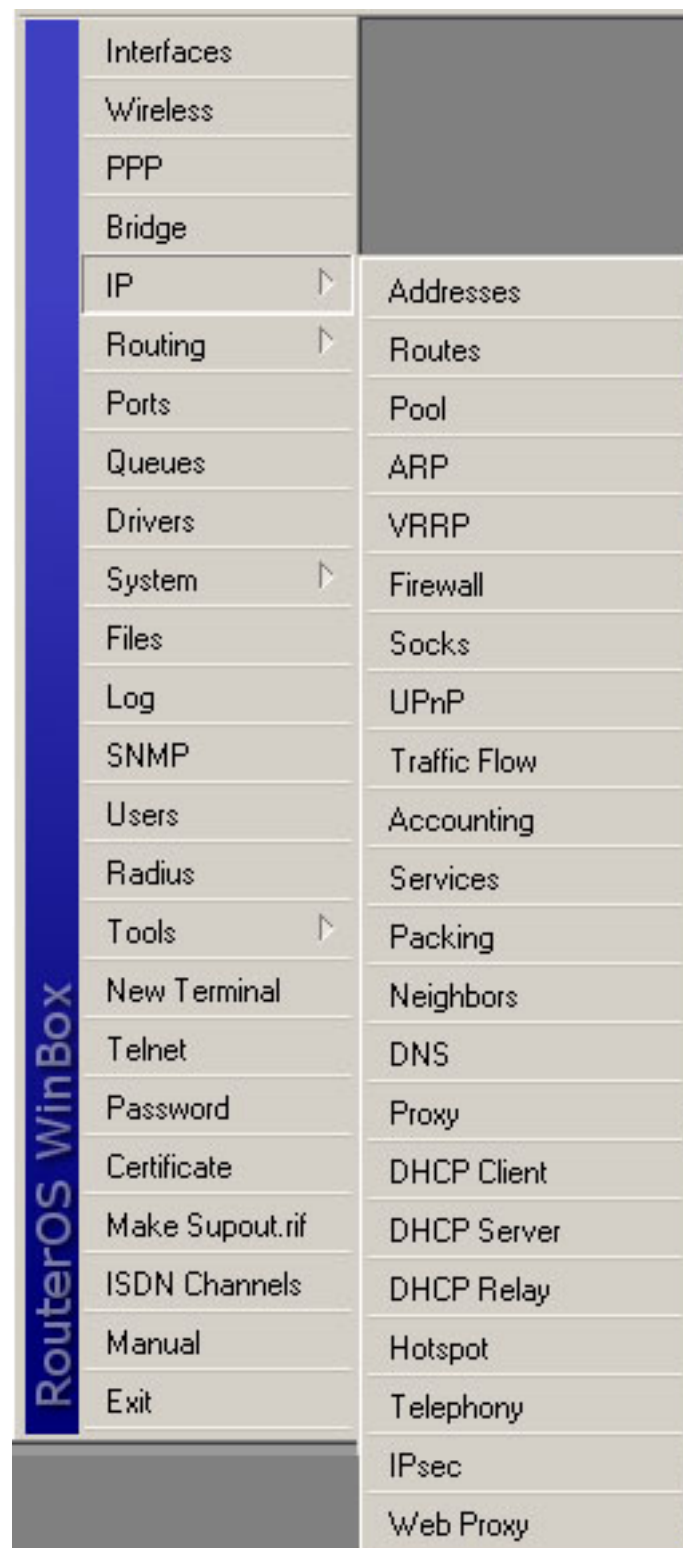 Interfaces
Wireless
PPP
Bridge
IP
Routing
Ports
Queues
Drivers
System
Files
Log
SNMP
Users
Radius
Tools
New Terminal
Telnet
Password
Certificate
Make Supout.rif
ISDN Channels
Manual
Exit
RouterOS WinBox
Addresses
Routes
Pool
ARP
VRRP
Firewall
Socks
UPnP
Traffic Flow
Accounting
Services
Packing
Neighbors
DNS
Proxy
DHCP Client
DHCP Server
DHCP Relay
Hotspot
Telephony
IPsec
Web Proxy